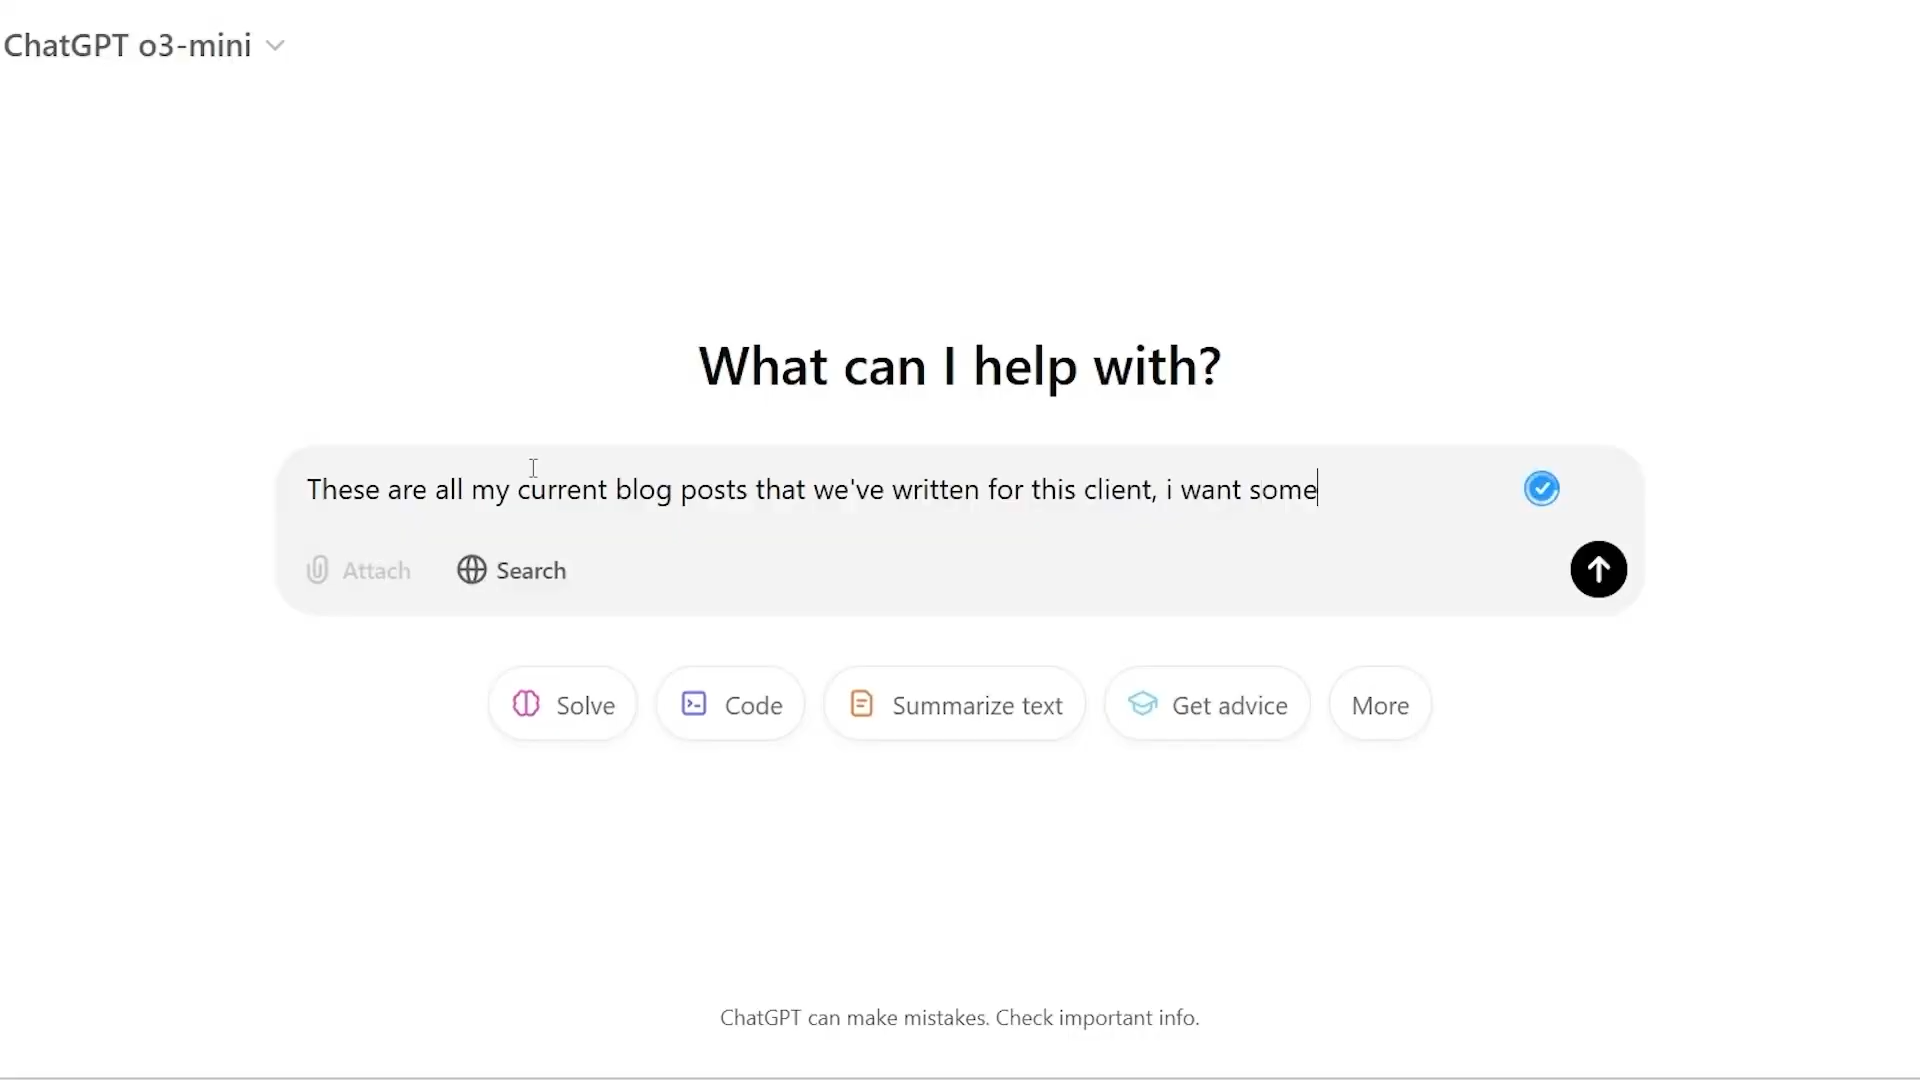 ChatGPT o3-mini
What can I help with?
These are all my current blog posts that we've written for this client, i want some
Attach
Search
Solve
Code
Summarize text
Get advice
More
ChatGPT can make mistakes. Check important info.